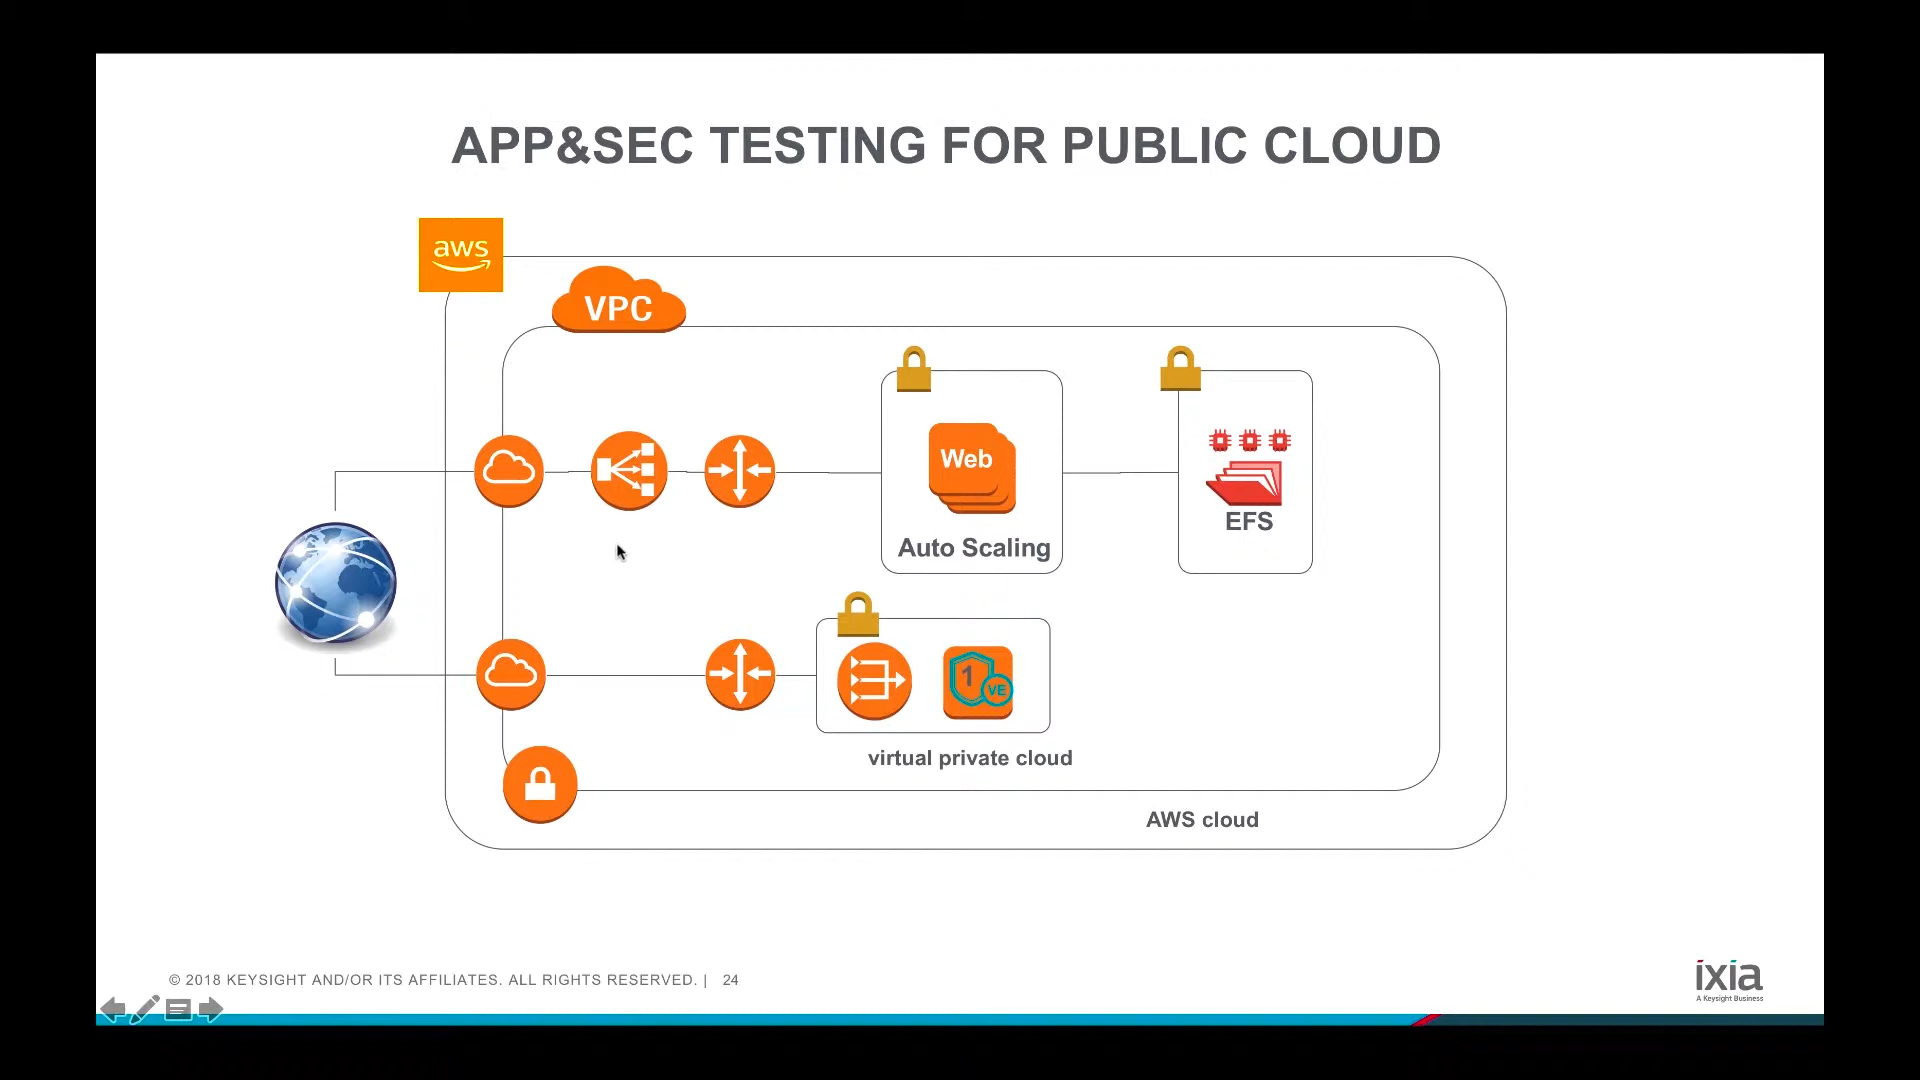 APP&SEC TESTING FOR PUBLIC CLOUD
aws
VPC
Web
Auto Scaling
EFS
1
VE
virtual private cloud
AWS cloud
© 2018 KEYSIGHT AND/OR ITS AFFILIATES. ALL RIGHTS RESERVED. | 24
ixia
A Keysight Business